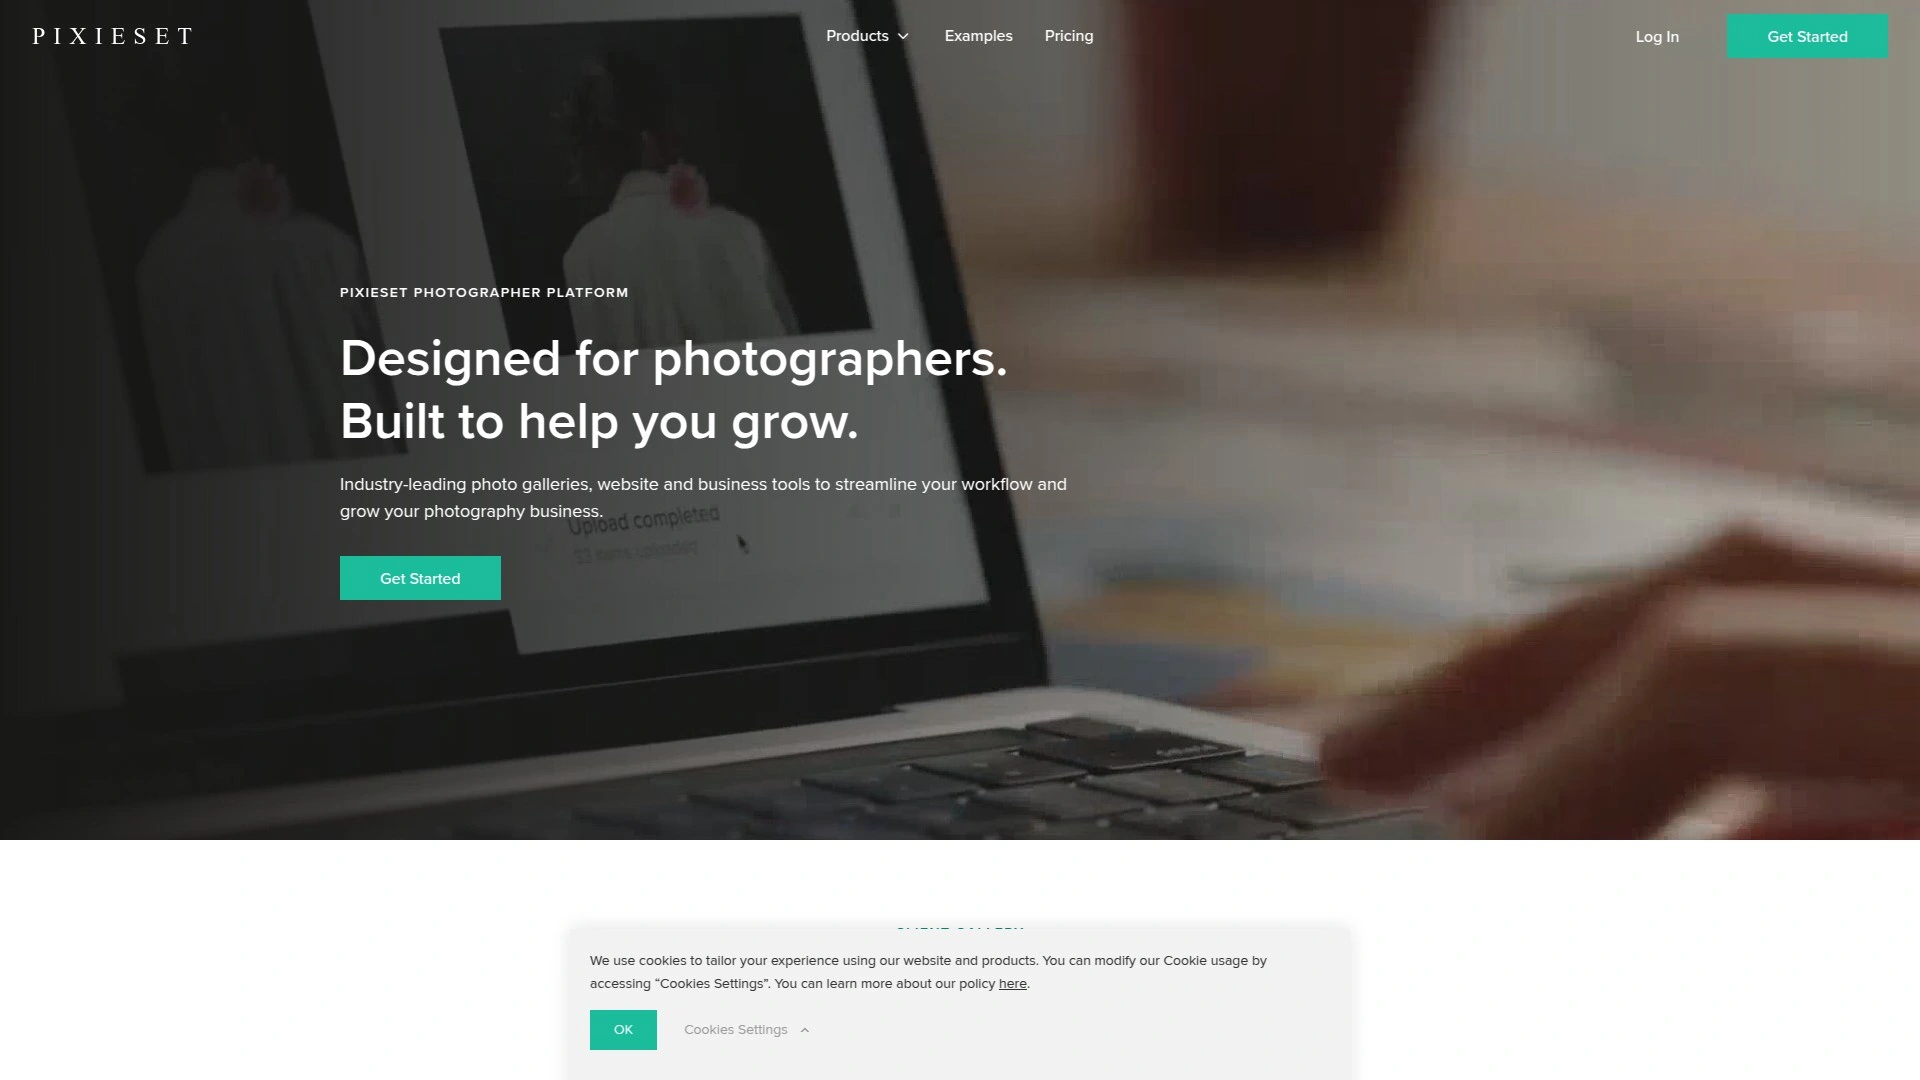 PIXIESET
Products
Examples
Pricing
Log In
Get Started
PIXIESET PHOTOGRAPHER PLATFORM
Designed for photographers.
Built to help you grow.
Industry-leading photo galleries, website and business tools to streamline your workflow and
grow your photography business.
Upload completed
33 items uploaded
Get Started
We use cookies to tailor your experience using our website and products. You can modify our Cookie usage by
accessing “Cookies Settings”. You can learn more about our policy here.
OK
Cookies Settings